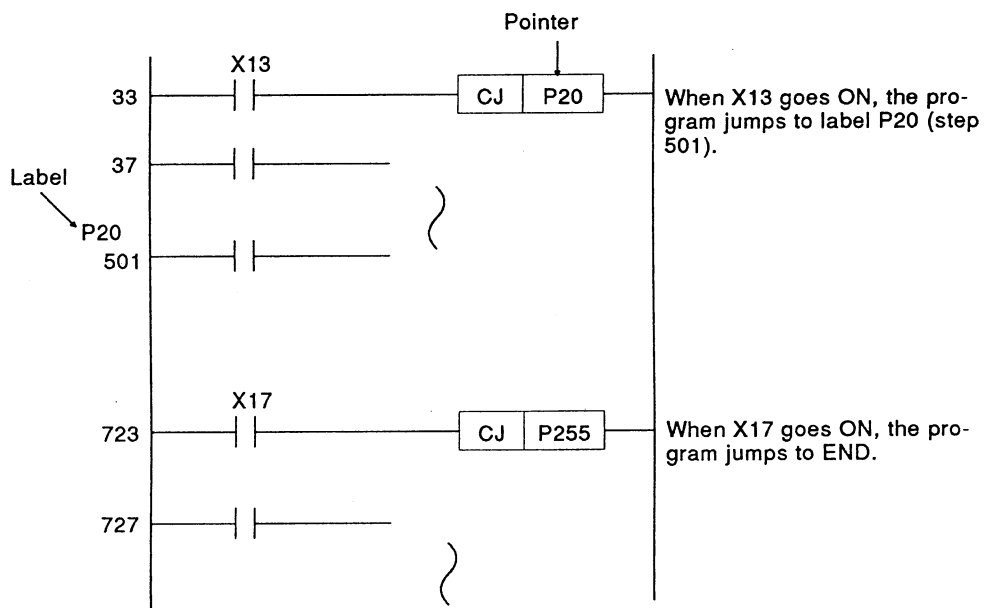 Pointer
X13
33
CJ P20
When X13 goes ON, the pro-
gram jumps to label P20 (step
501).
37
Label
P20
501
X17
723
CJ P255
When X17 goes ON, the pro-
gram jumps to END.
727